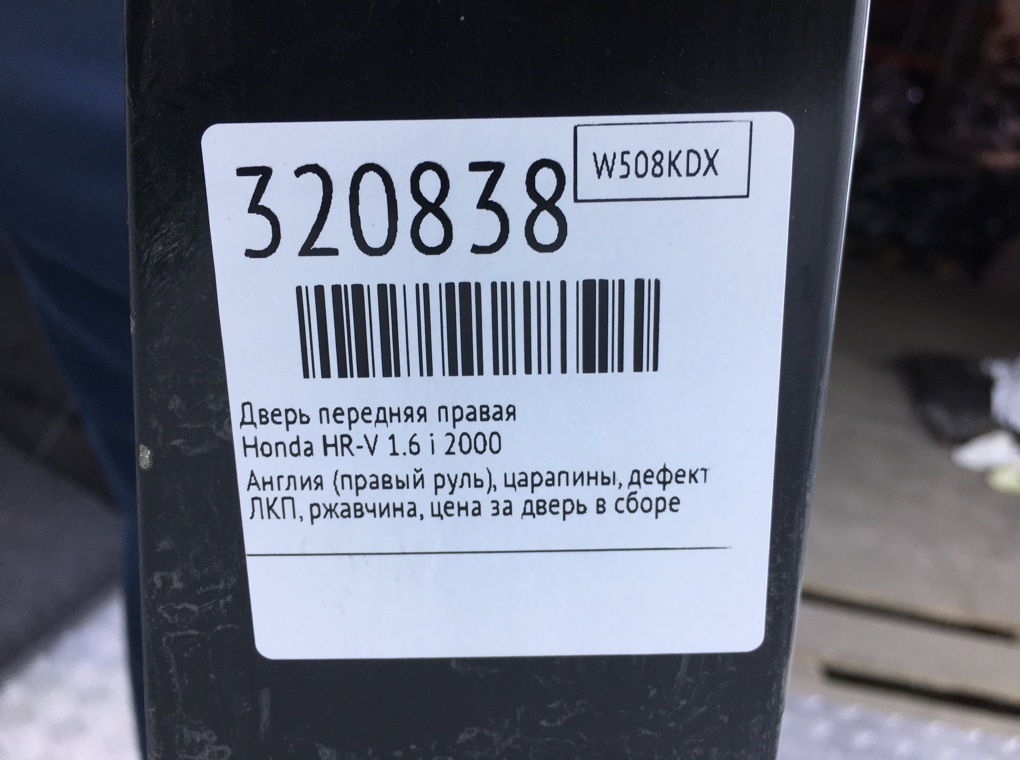 320838
W508KDX
Дверь передняя правая
Honda HR-V 1.6 i 2000
Англия (правый руль), царапины, дефект
ЛКП, ржавчина, цена за дверь в сборе